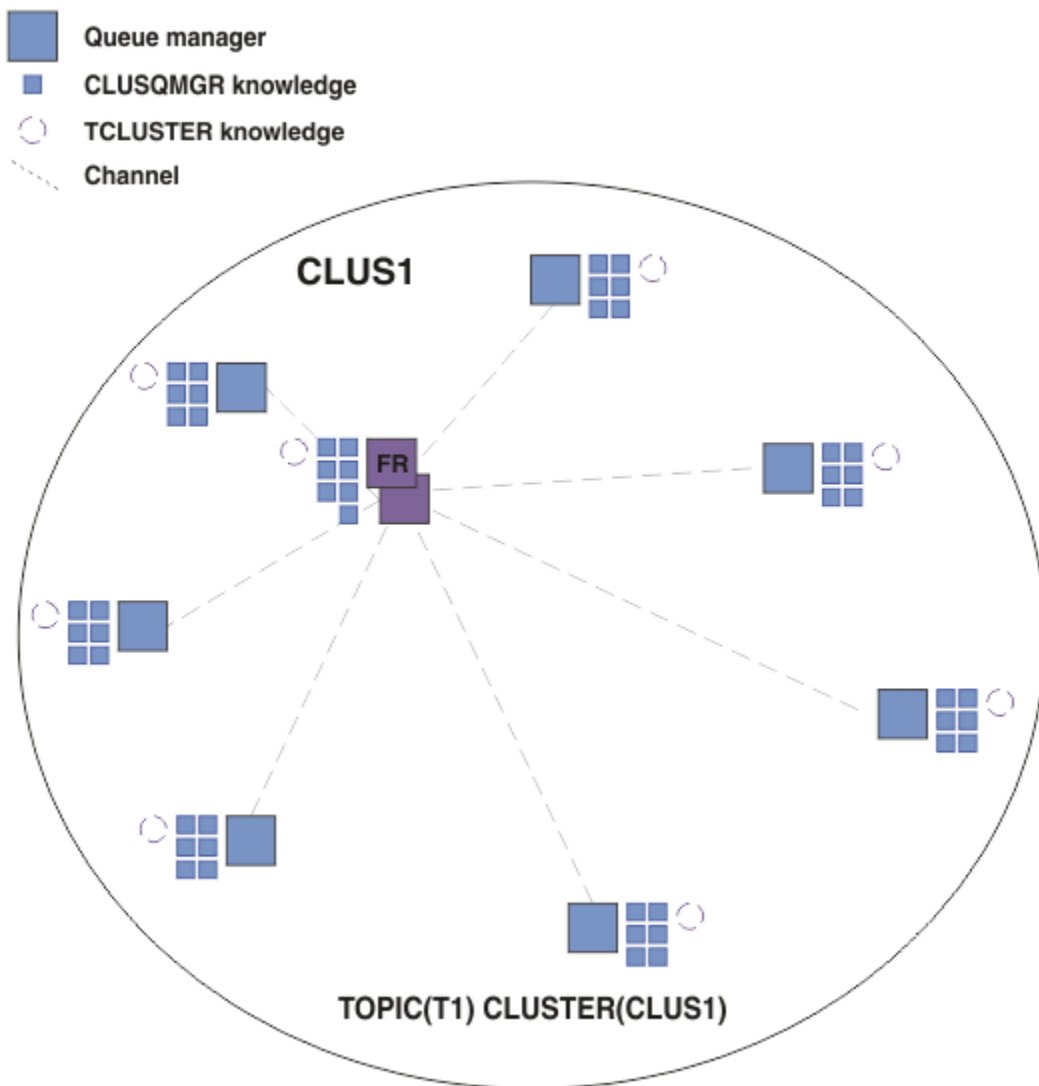 Queue manager
CLUSQMGR knowledge
TCLUSTER knowledge
Channel
CLUS1
FR
TOPIC(T1) CLUSTER(CLUS1)